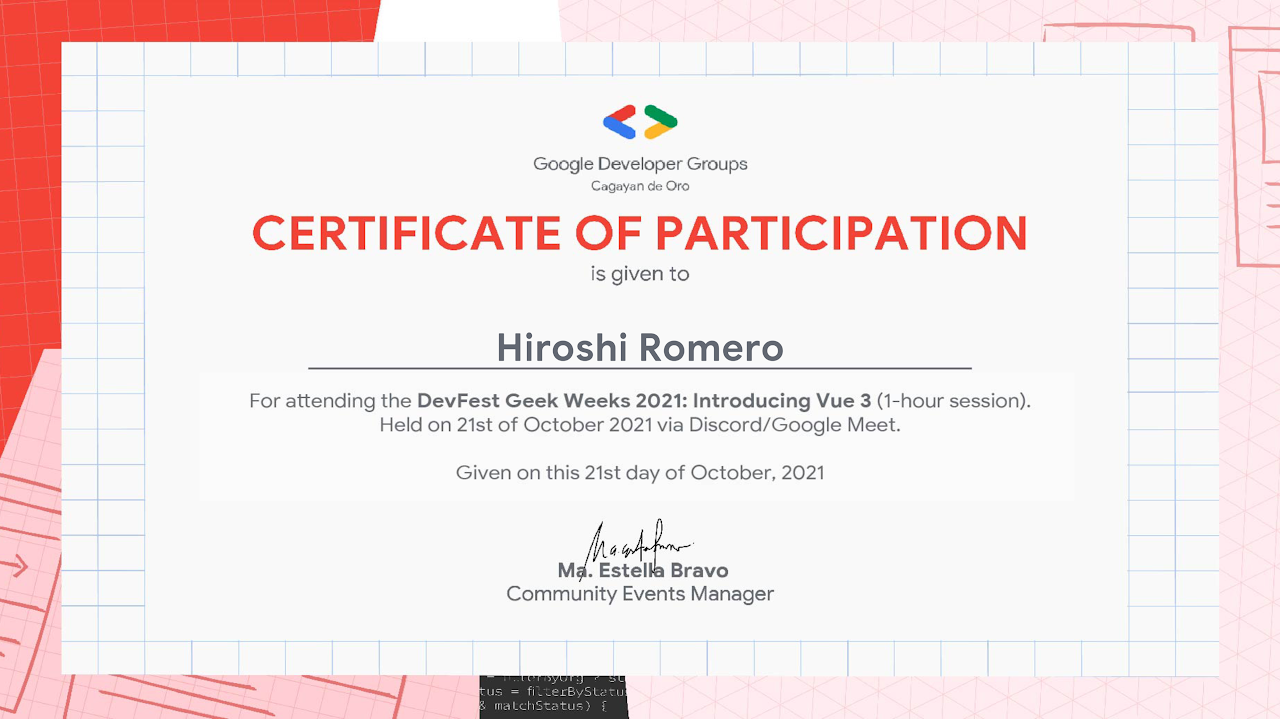 Google Developer Groups
Cagayan de Oro
CERTIFICATE OF PARTICIPATION
is given to
Hiroshi Romero
For attending the DevFest Geek Weeks 2021: Introducing Vue 3 (1-hour session).
Held on 21st of October 2021 via Discord/Google Meet.
Given on this 21st day of October, 2021
Ma. Estella Bravo
Community Events Manager
tus = filterByStatu
& matchStatus) {